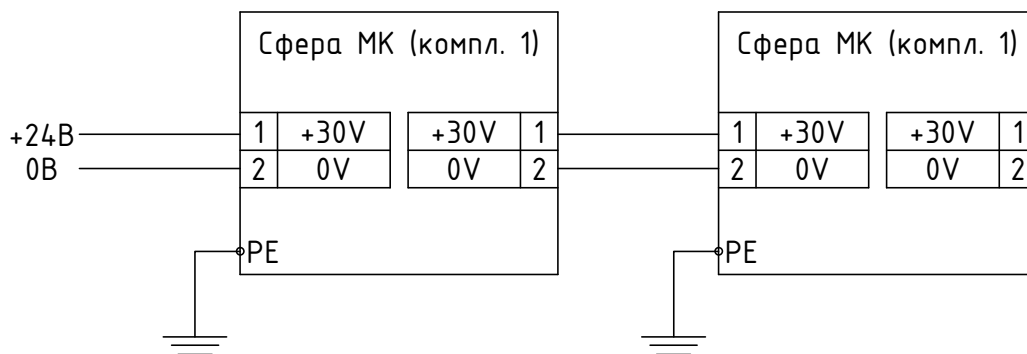 Сфера МК (компл. 1)
Сфера МК (компл. 1)
+24В
1 +30V
+30V 1
1 +30V
+30V 1
0В
2 0V
0V 2
2 0V
0V 2
PE
PE